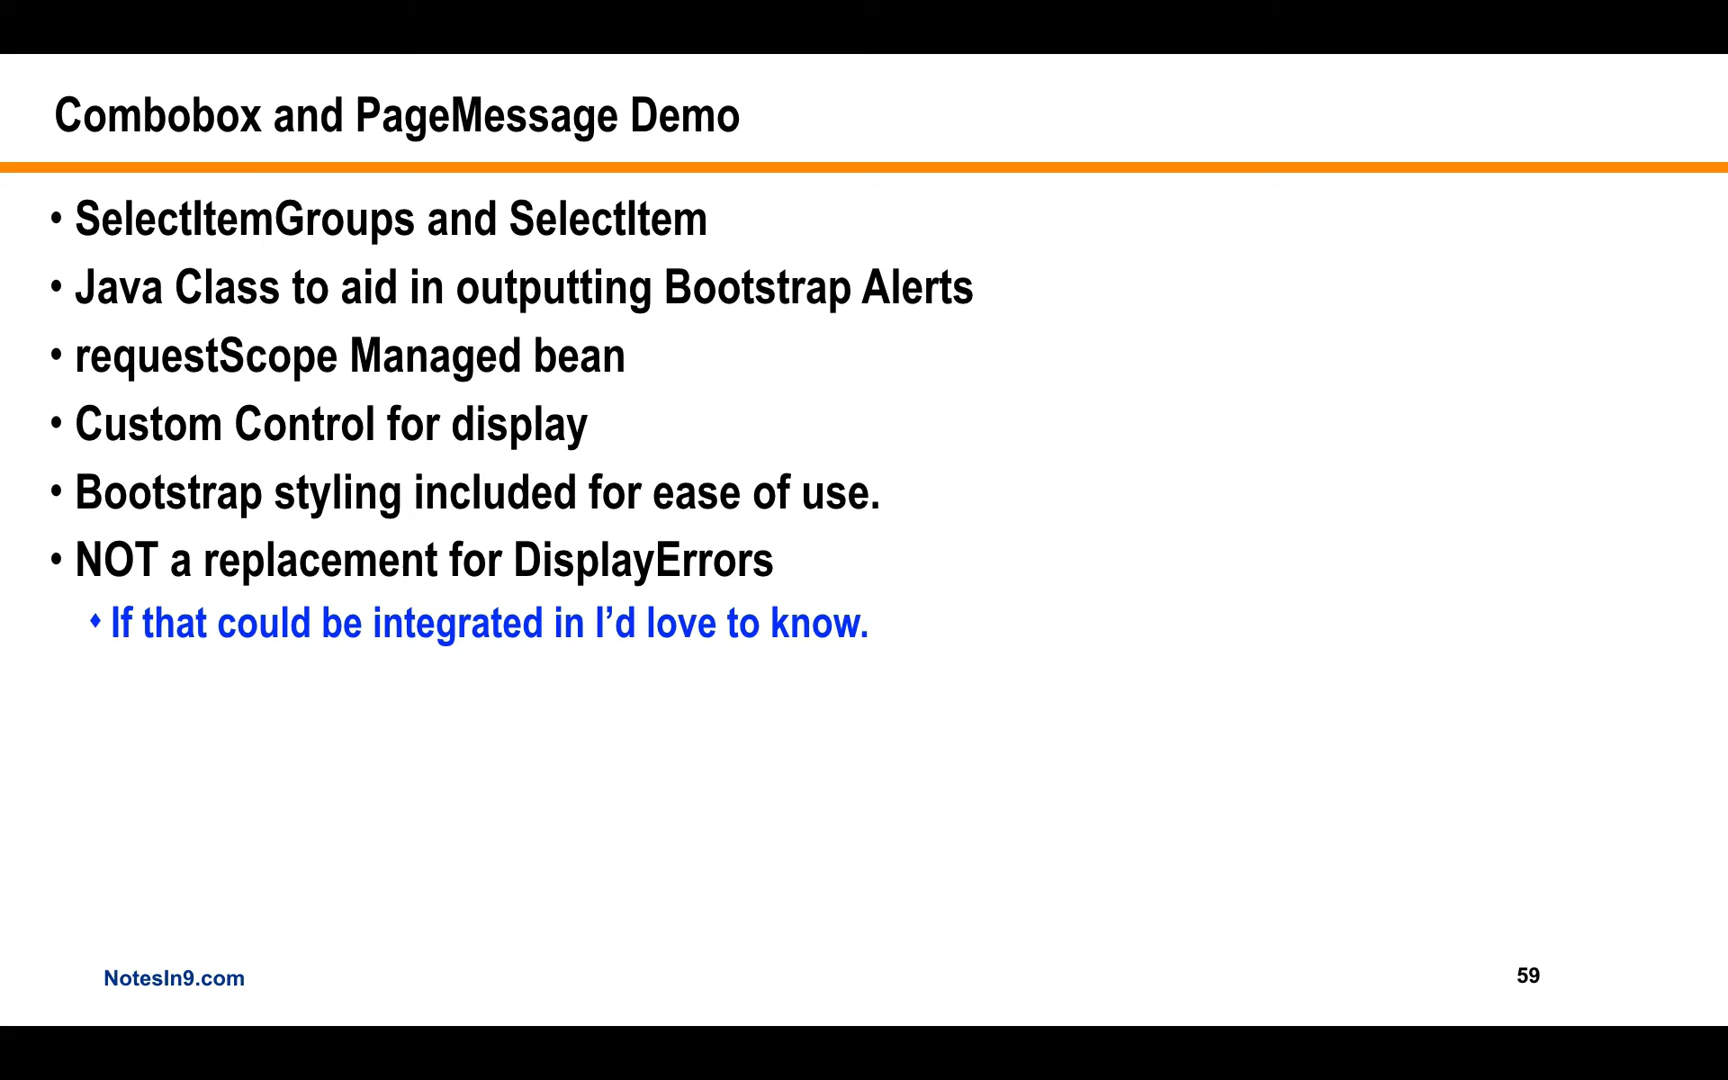 Combobox and PageMessage Demo
• SelectItemGroups and SelectItem
• Java Class to aid in outputting Bootstrap Alerts
• requestScope Managed bean
• Custom Control for display
• Bootstrap styling included for ease of use.
• NOT a replacement for DisplayErrors
♦ If that could be integrated in I’d love to know.
NotesIn9.com
59